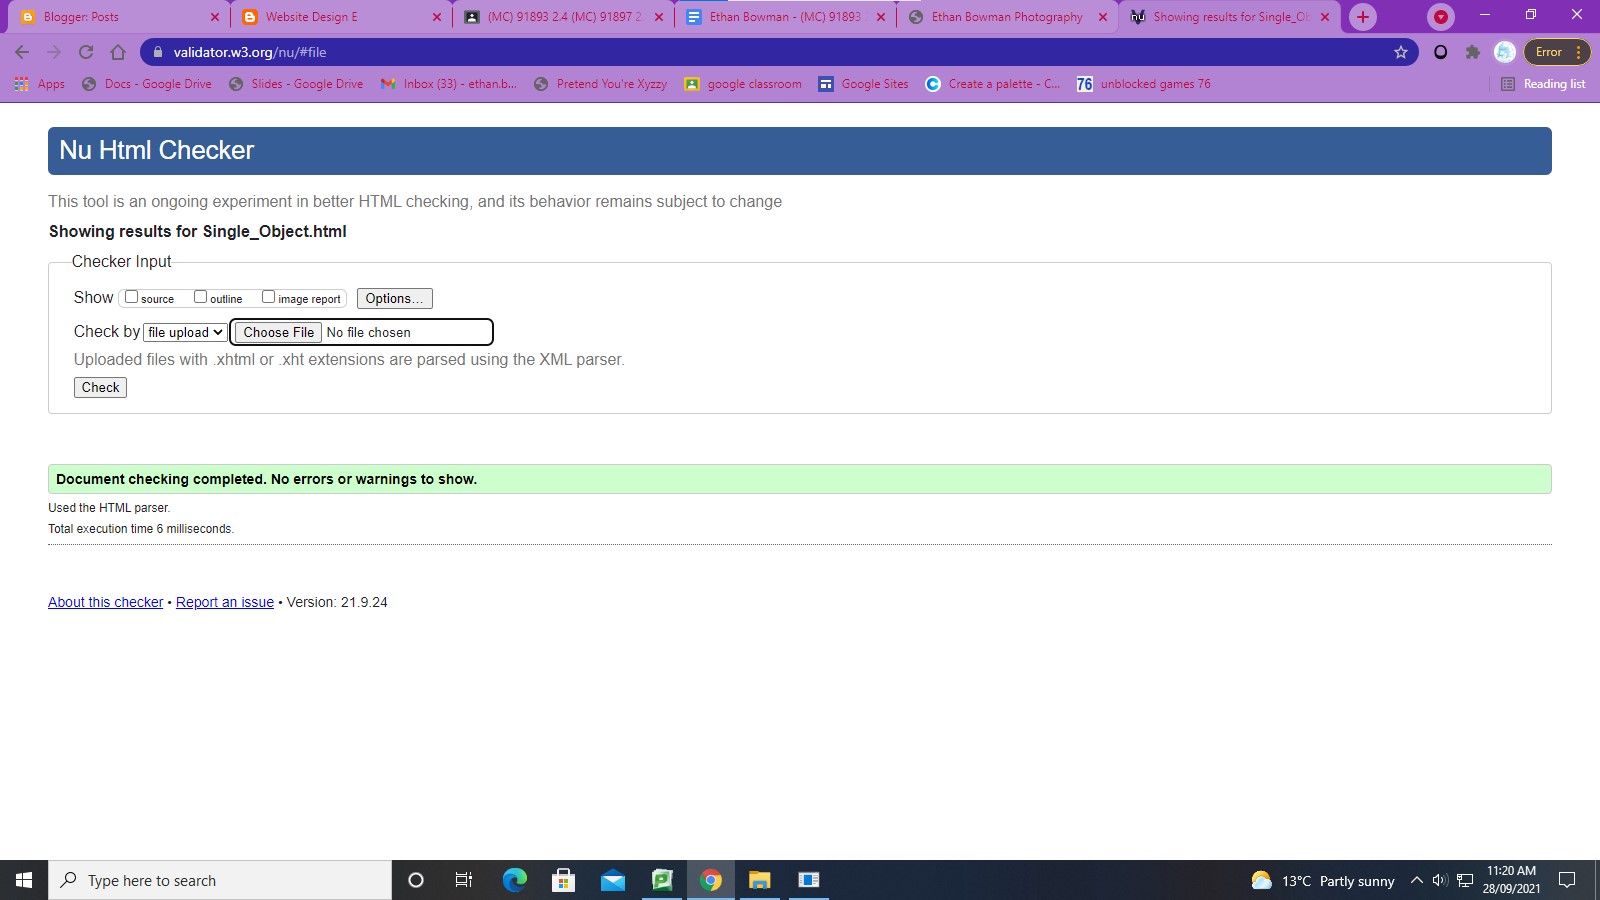 Blogger: Posts
Website Design E
(MC) 91893 2.4 (MC) 91897 2.
Ethan Bowman - (MC) 91893
Ethan Bowman Photography
Showing results for Single_Ob
validator.w3.org/nu/#file
Error
Apps
Docs - Google Drive
Slides - Google Drive
Inbox (33) - ethan.b...
Pretend You're Xyzzy
google classroom
Google Sites
Create a palette - C...
76 unblocked games 76
Reading list
Nu Html Checker
This tool is an ongoing experiment in better HTML checking, and its behavior remains subject to change
Showing results for Single_Object.html
Checker Input
Show source outline image report Options...
Check by file upload Choose File No file chosen
Uploaded files with .xhtml or .xht extensions are parsed using the XML parser.
Check
Document checking completed. No errors or warnings to show.
Used the HTML parser.
Total execution time 6 milliseconds.
About this checker • Report an issue • Version: 21.9.24
Type here to search
13°C Partly sunny
11:20 AM
28/09/2021